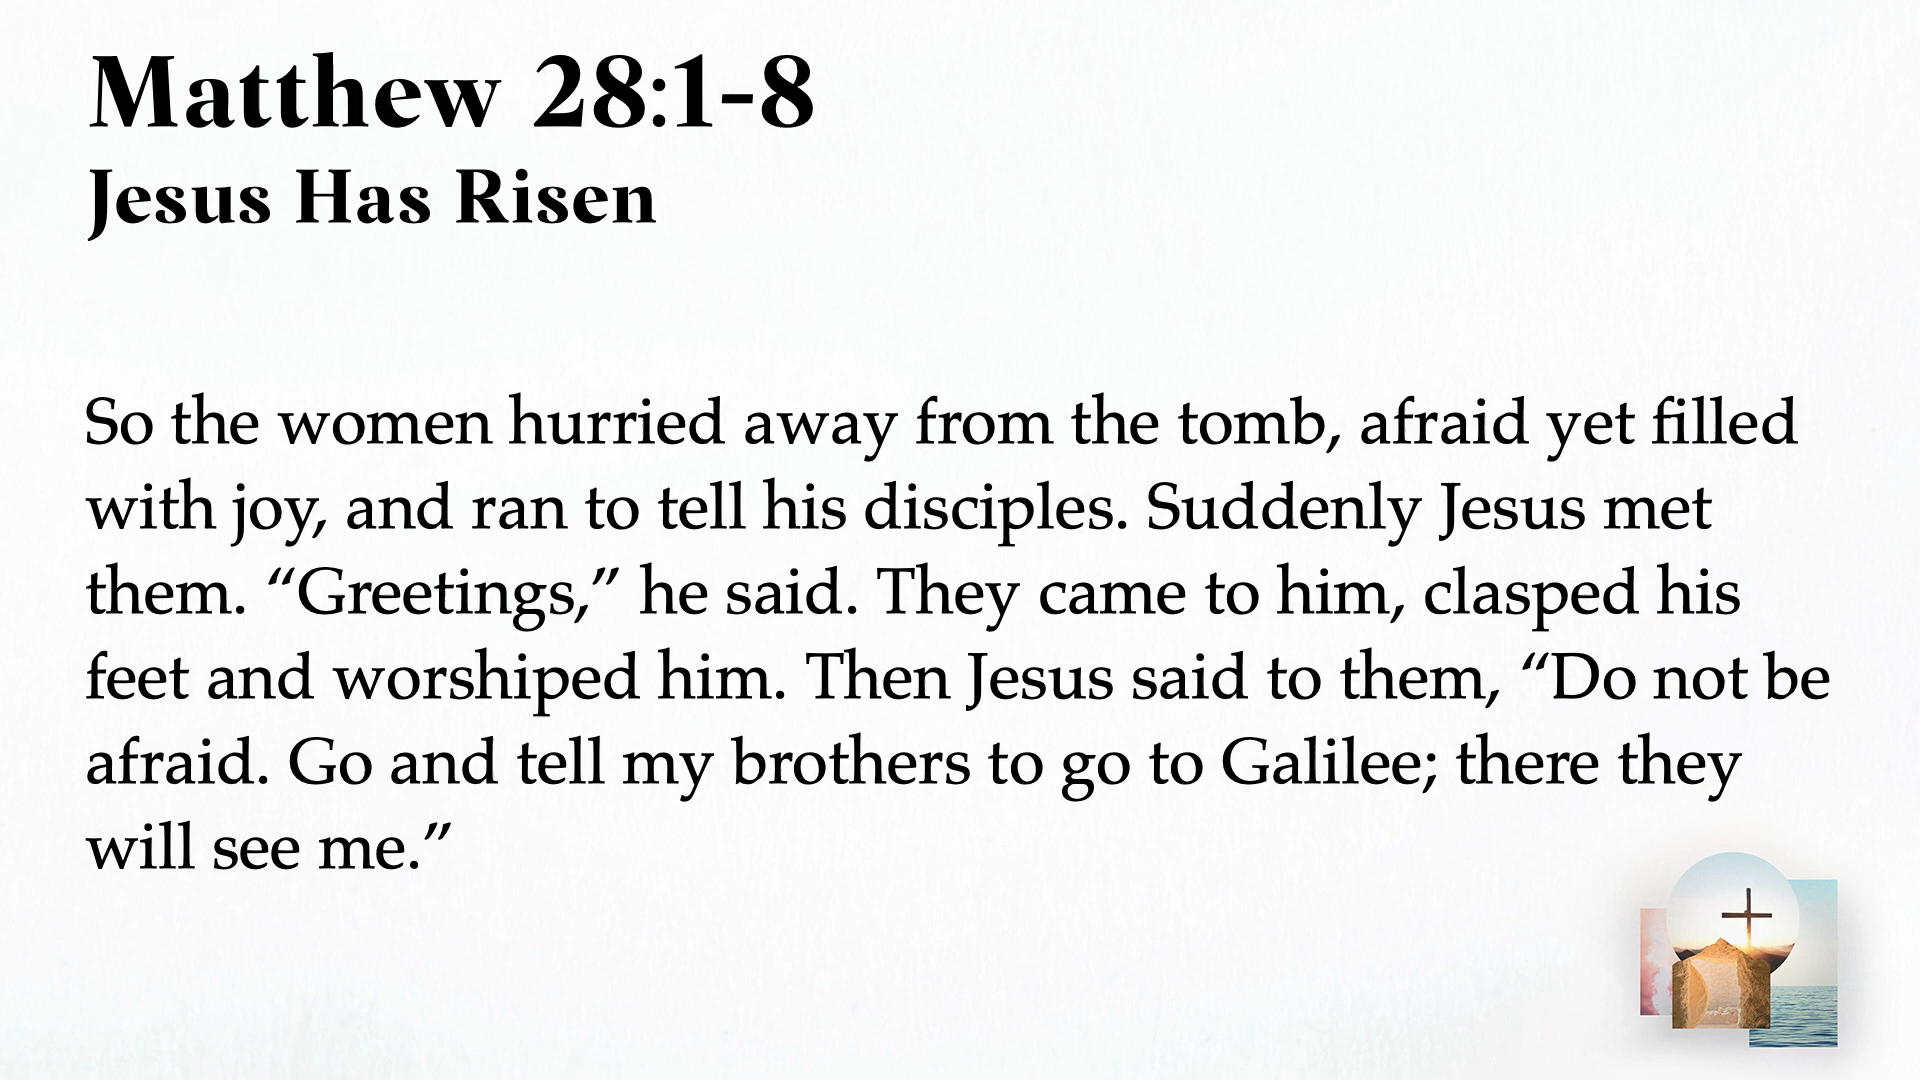 Matthew 28:1-8
Jesus Has Risen
So the women hurried away from the tomb, afraid yet filled
with joy, and ran to tell his disciples. Suddenly Jesus met
them. “Greetings,” he said. They came to him, clasped his
feet and worshiped him. Then Jesus said to them, “Do not be
afraid. Go and tell my brothers to go to Galilee; there they
will see me.”